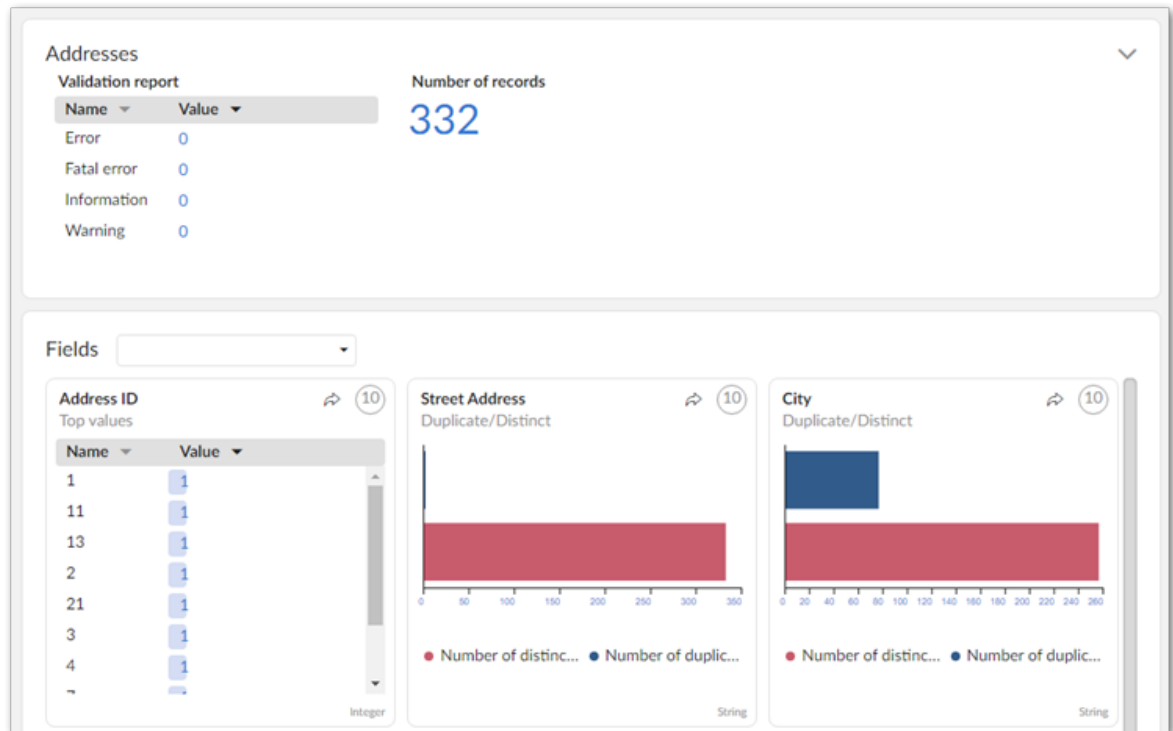 Addresses
Validation report
Name Value
Error 0
Fatal error 0
Information 0
Warning 0
Number of records
332
Fields
Address ID 10
Top values
Name Value
1 1
11 1
13 1
2 1
21 1
3 1
4 1
Integer
Street Address 10
Duplicate/Distinct
0 50 100 150 200 250 300 350
Number of distinc... Number of duplic...
String
City 10
Duplicate/Distinct
0 20 40 60 80 100 120 140 160 180 200 220 240 260
Number of distinc... Number of duplic...
String